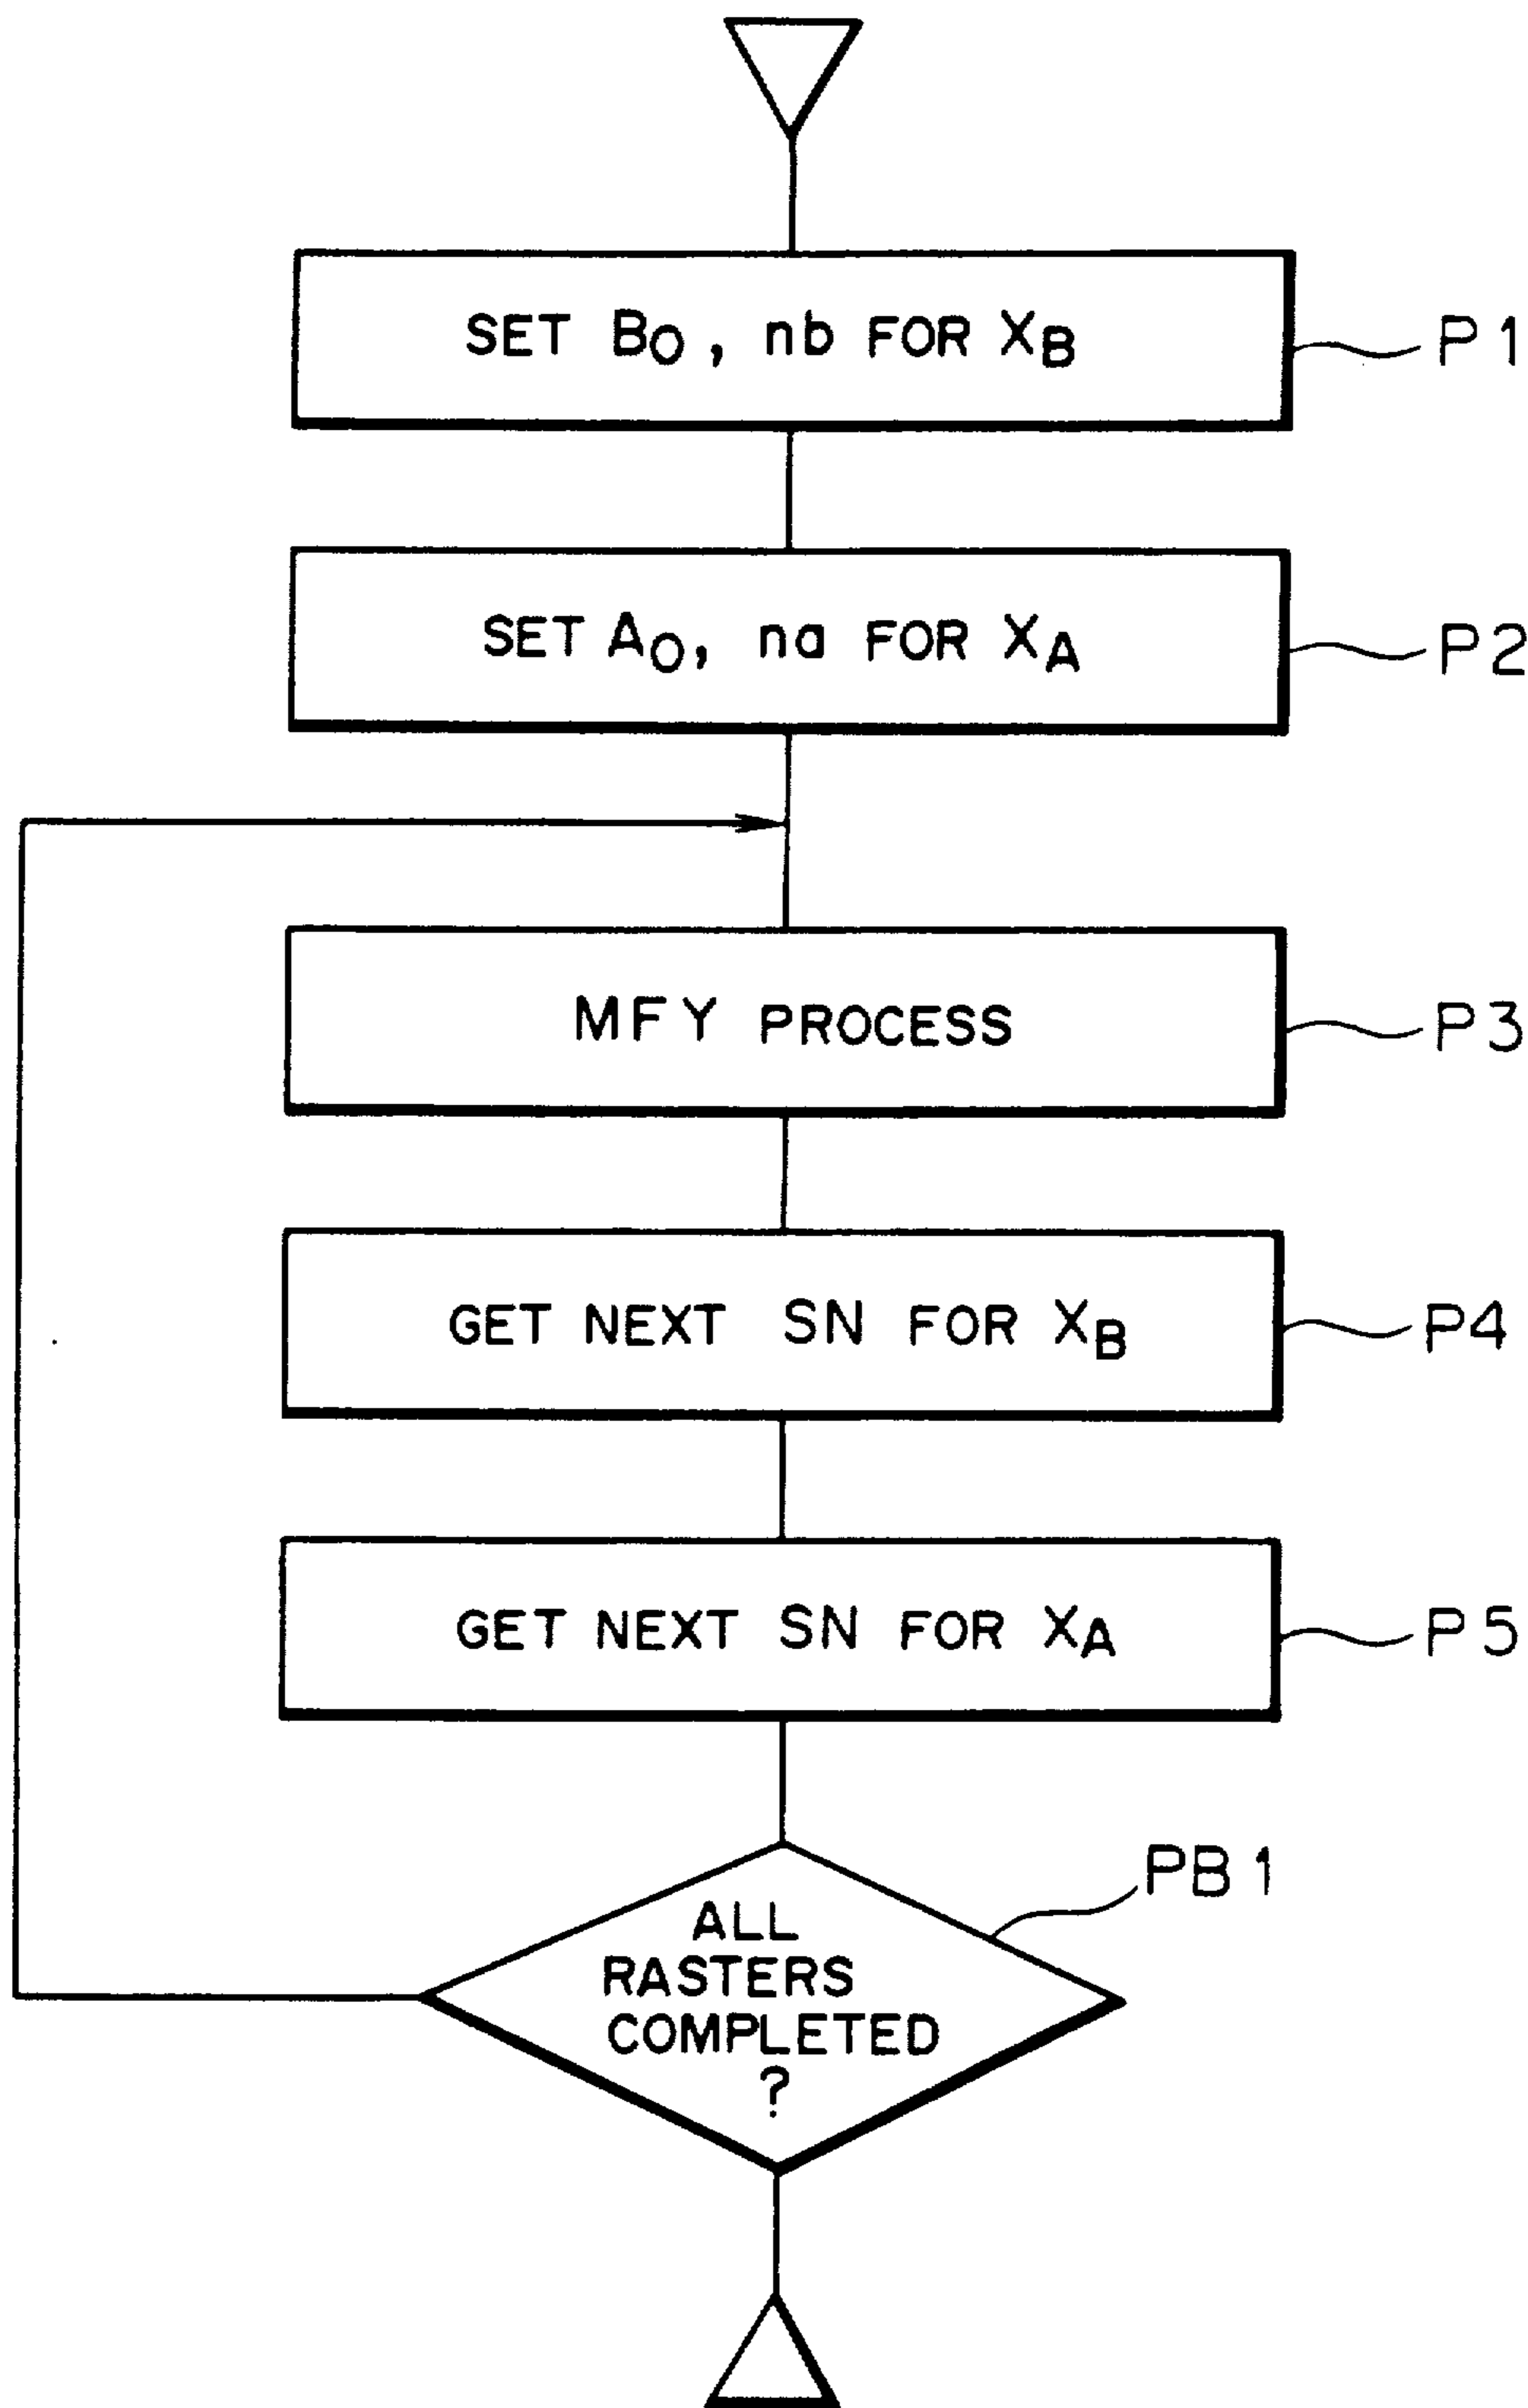 SET B0, nb FOR XB
P1
SET A0, na FOR XA
P2
MFY PROCESS
P3
GET NEXT SN FOR XB
P4
GET NEXT SN FOR XA
P5
PB1
ALL
RASTERS
COMPLETED
?